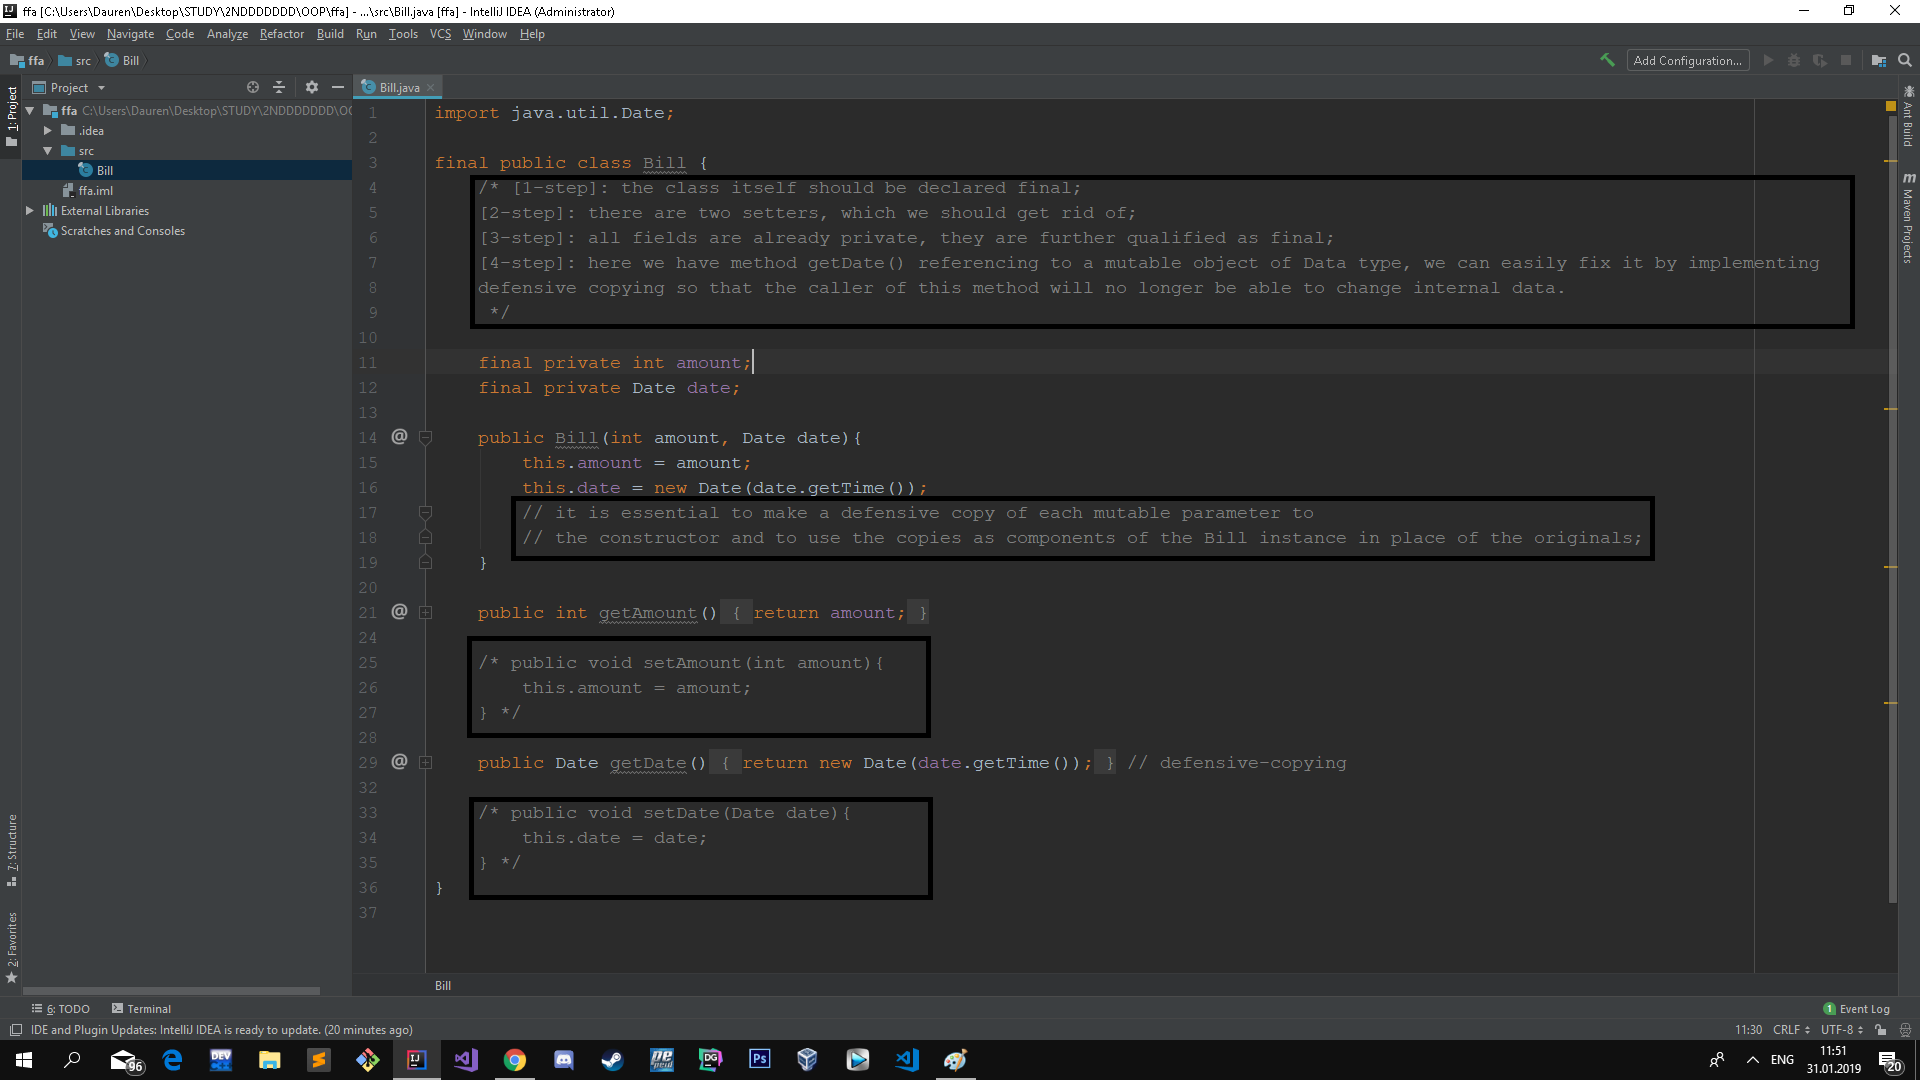 ffa [C:\Users\Dauren\Desktop\STUDY\2NDDDDDDD\OOP\ffa] - ...\src\Bill.java [ffa] - IntelliJ IDEA (Administrator)
File Edit View Navigate Code Analyze Refactor Build Run Tools VCS Window Help
ffa src Bill Add Configuration...
Project
Bill.java
1: Project
ffa C:\Users\Dauren\Desktop\STUDY\2NDDDDDDD\OO
.idea
src
Bill
ffa.iml
External Libraries
Scratches and Consoles
1 import java.util.Date;
2
3 final public class Bill {
4 /* [1-step]: the class itself should be declared final;
5 [2-step]: there are two setters, which we should get rid of;
6 [3-step]: all fields are already private, they are further qualified as final;
7 [4-step]: here we have method getDate() referencing to a mutable object of Data type, we can easily fix it by implementing
8 defensive copying so that the caller of this method will no longer be able to change internal data.
9 */
10
11 final private int amount;
12 final private Date date;
13
14 @ public Bill(int amount, Date date){
15 this.amount = amount;
16 this.date = new Date(date.getTime());
17 // it is essential to make a defensive copy of each mutable parameter to
18 // the constructor and to use the copies as components of the Bill instance in place of the originals;
19 }
20
21 @ public int getAmount() { return amount; }
24
25 /* public void setAmount(int amount){
26 this.amount = amount;
27 } */
28
29 @ public Date getDate() { return new Date(date.getTime()); } // defensive-copying
32
33 /* public void setDate(Date date){
34 this.date = date;
35 } */
36 }
37
Ant Build
m Maven Projects
7: Structure
2: Favorites
Bill
6: TODO Terminal
1 Event Log
IDE and Plugin Updates: IntelliJ IDEA is ready to update. (20 minutes ago)
11:30 CRLF UTF-8
96 DEV IJ DG Ps
ENG
11:51
31.01.2019
20